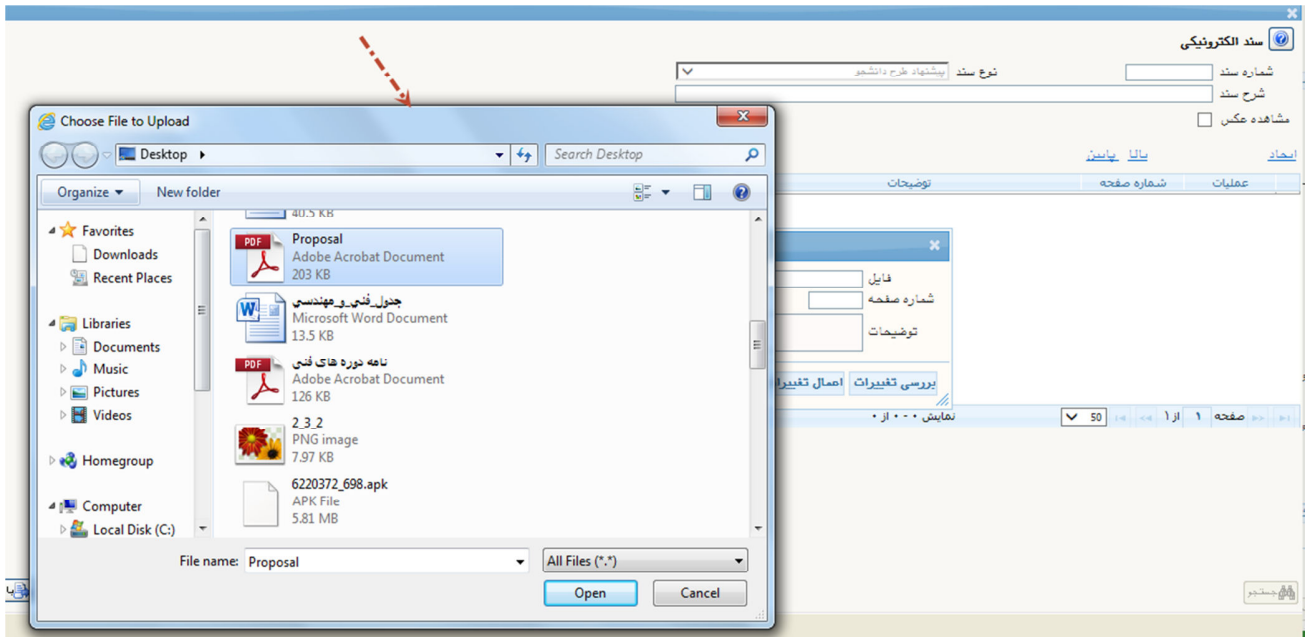 سند الکترونیکی
شماره سند
نوع سند پیشنهاد طرح دانشجو
شرح سند
مشاهده عکس
ایجاد
بالا پایین
عملیات شماره صفحه توضیحات
فایل
شماره صفحه
توضیحات
بررسی تغییرات
نمایش ۰ - ۰ از ۰
صفحه ۱ از ۱
50
جستجو
Choose File to Upload
Desktop
Search Desktop
Organize New folder
Favorites
Downloads
Recent Places
Libraries
Documents
Music
Pictures
Videos
Homegroup
Computer
Local Disk (C:)
40.5 KB
PDF
Proposal
Adobe Acrobat Document
203 KB
جدول_فني_و_مهندسي
Microsoft Word Document
13.5 KB
PDF
نامه دوره های فنی
Adobe Acrobat Document
126 KB
2_3_2
PNG image
7.97 KB
6220372_698.apk
APK File
5.81 MB
File name: Proposal
All Files (*.*)
Open Cancel